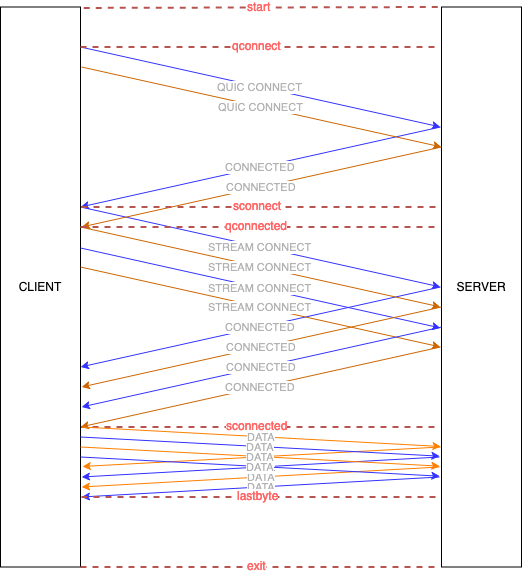 start
qconnect
QUIC CONNECT
QUIC CONNECT
CONNECTED
CONNECTED
sconnect
qconnected
STREAM CONNECT
STREAM CONNECT
CLIENT
SERVER
STREAM CONNECT
STREAM CONNECT
CONNECTED
CONNECTED
CONNECTED
CONNECTED
sconnected
DATA
DATA
DATA
DATA
DATA
DATA
lastbyte
exit